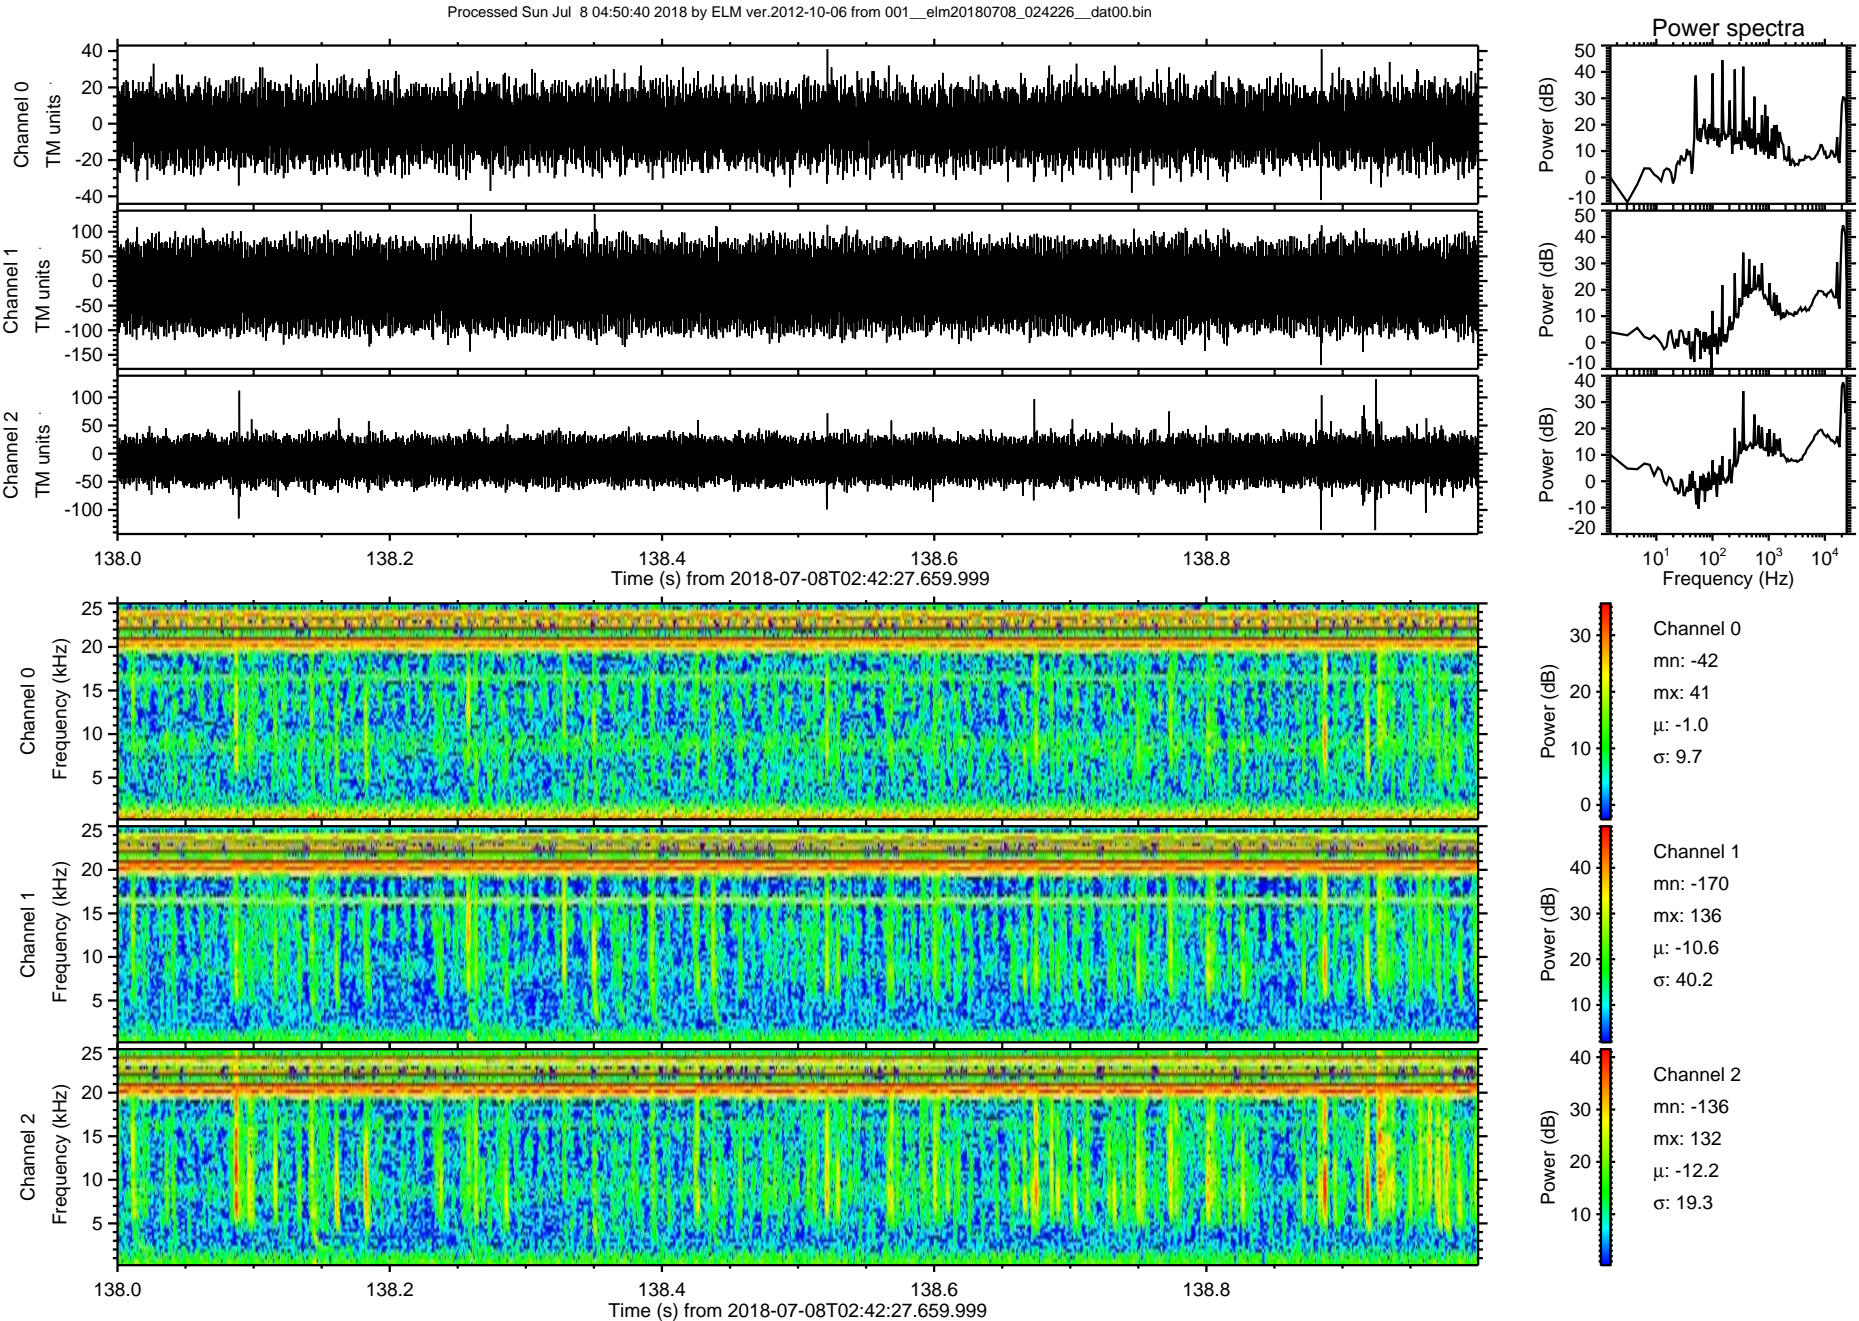 Processed Sun Jul  8 04:50:40 2018 by ELM ver.2012-10-06 from 001__elm20180708_024226__dat00.bin
Power spectra
Channel 0
TM units
40
20
0
-20
-40
Power (dB)
50
40
30
20
10
0
-10
Channel 1
TM units
100
50
0
-50
-100
-150
Power (dB)
50
40
30
20
10
0
-10
Channel 2
TM units
100
50
0
-50
-100
Power (dB)
40
30
20
10
0
-10
-20
138.0 138.2 138.4 138.6 138.8
Time (s) from 2018-07-08T02:42:27.659.999
10^1 10^2 10^3 10^4
Frequency (Hz)
Channel 0
Frequency (kHz)
25
20
15
10
5
Power (dB)
30
20
10
0
Channel 0
mn: -42
mx: 41
μ: -1.0
σ: 9.7
Channel 1
Frequency (kHz)
25
20
15
10
5
Power (dB)
40
30
20
10
Channel 1
mn: -170
mx: 136
μ: -10.6
σ: 40.2
Channel 2
Frequency (kHz)
25
20
15
10
5
Power (dB)
40
30
20
10
Channel 2
mn: -136
mx: 132
μ: -12.2
σ: 19.3
138.0 138.2 138.4 138.6 138.8
Time (s) from 2018-07-08T02:42:27.659.999